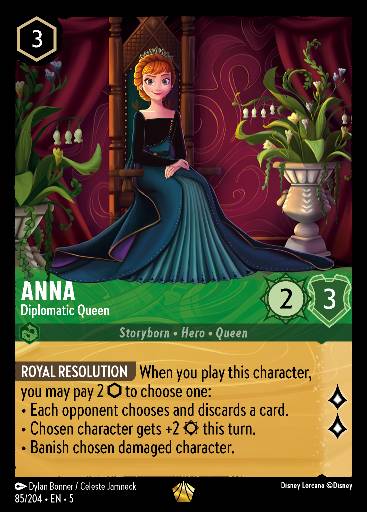 3
ANNA
Diplomatic Queen
2
3
Storyborn • Hero • Queen
ROYAL RESOLUTION When you play this character,
you may pay 2 ⬡ to choose one:
• Each opponent chooses and discards a card.
• Chosen character gets +2 ¤ this turn.
• Banish chosen damaged character.
Dylan Bonner / Celeste Jamneck
Disney Lorcana ©Disney
85/204 • EN • 5